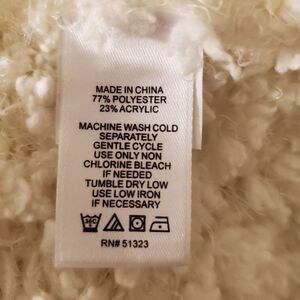 MADE IN CHINA
77% POLYESTER
23% ACRYLIC
MACHINE WASH COLD
SEPARATELY
GENTLE CYCLE
USE ONLY NON
CHLORINE BLEACH
IF NEEDED
TUMBLE DRY LOW
USE LOW IRON
IF NECESSARY
30C
RN# 51323